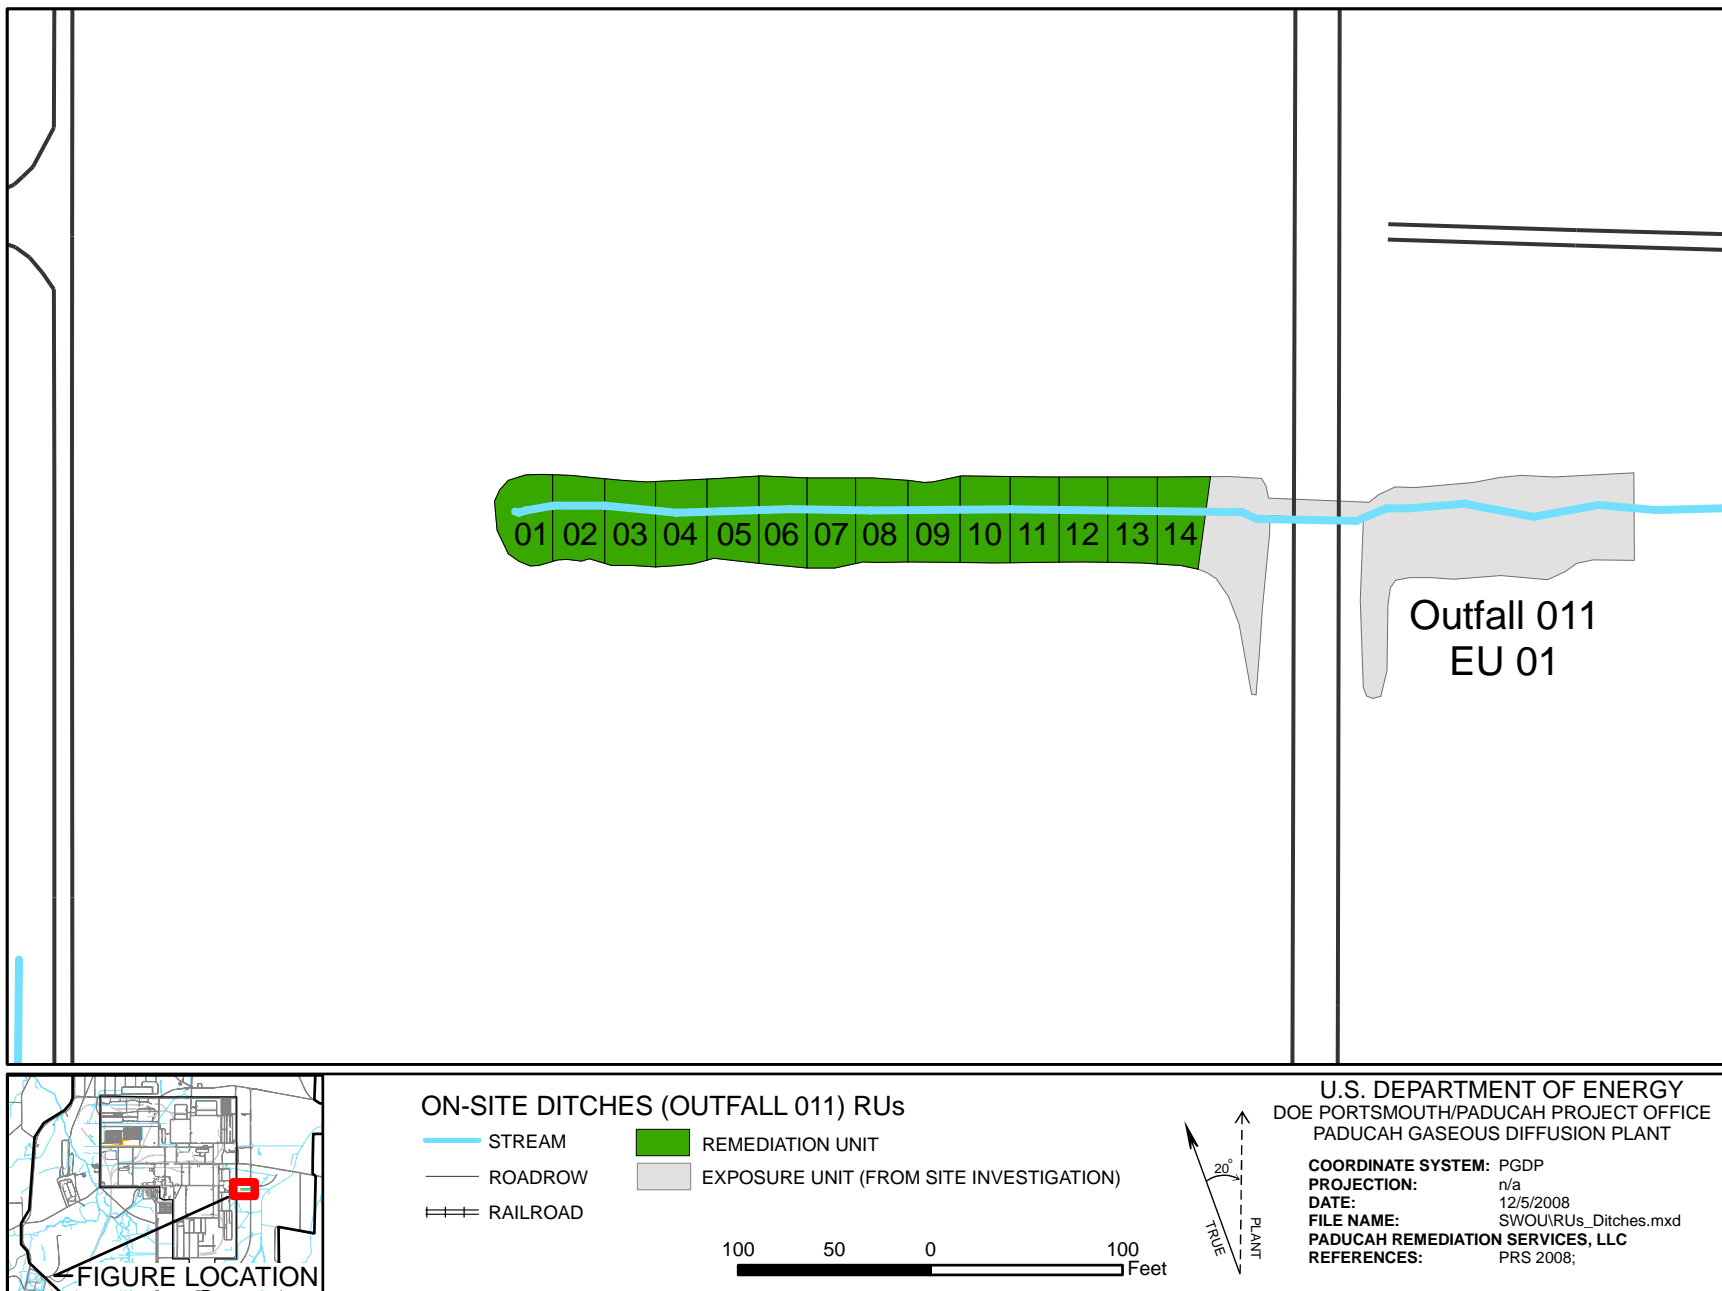 01 02 03 04 05 06 07 08 09 10 11 12 13 14
Outfall 011
EU 01
FIGURE LOCATION
ON-SITE DITCHES (OUTFALL 011) RUs
STREAM
ROADROW
RAILROAD
REMEDIATION UNIT
EXPOSURE UNIT (FROM SITE INVESTIGATION)
100 50 0 100
Feet
20°
TRUE
PLANT
U.S. DEPARTMENT OF ENERGY
DOE PORTSMOUTH/PADUCAH PROJECT OFFICE
PADUCAH GASEOUS DIFFUSION PLANT
COORDINATE SYSTEM: PGDP
PROJECTION: n/a
DATE: 12/5/2008
FILE NAME: SWOU\RUs_Ditches.mxd
PADUCAH REMEDIATION SERVICES, LLC
REFERENCES: PRS 2008;